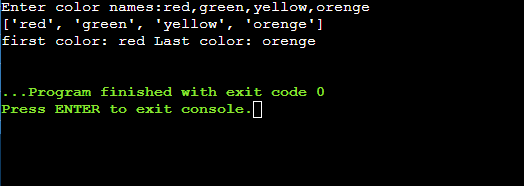 Enter color names:red,green,yellow,orenge
['red', 'green', 'yellow', 'orenge']
first color: red Last color: orenge
...Program finished with exit code 0
Press ENTER to exit console.